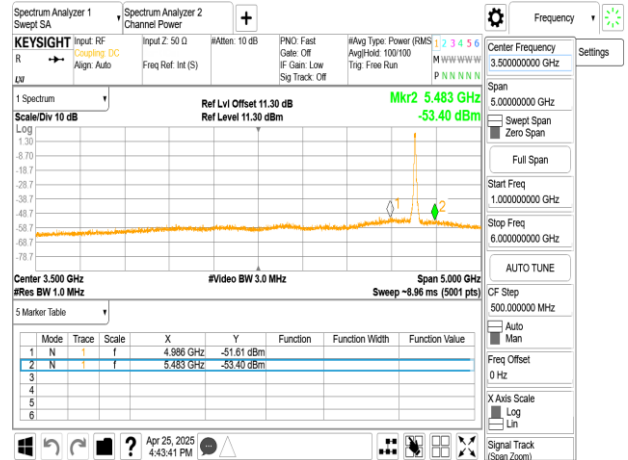 Spectrum Analyzer 1
Swept SA
Spectrum Analyzer 2
Channel Power
+
Frequency
KEYSIGHT
R
Input: RF
Coupling: DC
Align: Auto
Input Z: 50 Ω
Freq Ref: Int (S)
#Atten: 10 dB
PNO: Fast
Gate: Off
IF Gain: Low
Sig Track: Off
#Avg Type: Power (RMS
Avg|Hold: 100/100
Trig: Free Run
1 2 3 4 5 6
M W W W W W
P N N N N N
Center Frequency
3.500000000 GHz
Settings
Span
5.00000000 GHz
Swept Span
Zero Span
Full Span
Start Freq
1.000000000 GHz
Stop Freq
6.000000000 GHz
AUTO TUNE
CF Step
500.000000 MHz
Auto
Man
Freq Offset
0 Hz
X Axis Scale
Log
Lin
Signal Track
(Span Zoom)
1 Spectrum
Scale/Div 10 dB
Ref Lvl Offset 11.30 dB
Ref Level 11.30 dBm
Mkr2 5.483 GHz
-53.40 dBm
Log
1.30
-8.70
-18.7
-28.7
-38.7
-48.7
-58.7
-68.7
-78.7
1
2
Center 3.500 GHz
#Res BW 1.0 MHz
#Video BW 3.0 MHz
Span 5.000 GHz
Sweep ~8.96 ms (5001 pts)
5 Marker Table
Mode Trace Scale X Y Function Function Width Function Value
1 N 1 f 4.986 GHz -51.61 dBm
2 N 1 f 5.483 GHz -53.40 dBm
3
4
5
6
?
Apr 25, 2025
4:43:41 PM